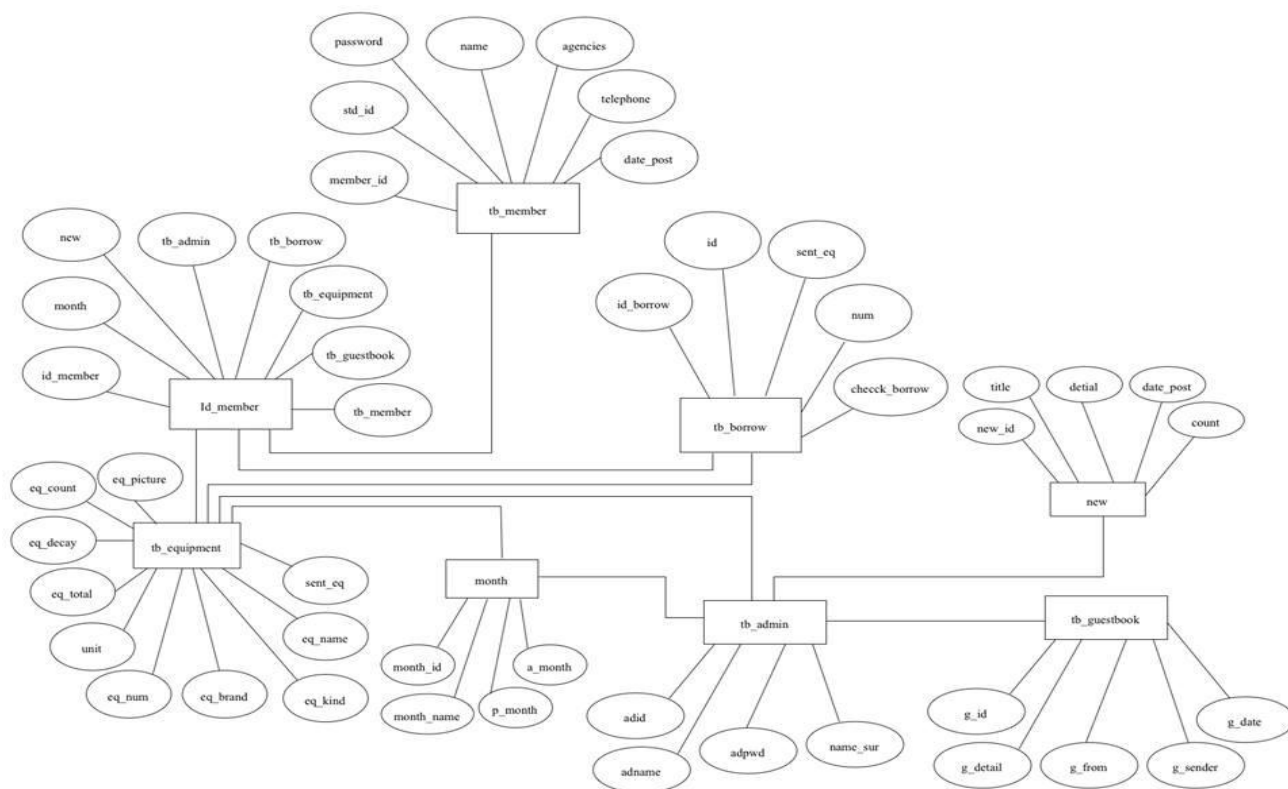 password
name
agencies
std_id
telephone
member_id
date_post
tb_member
new
tb_admin
tb_borrow
month
tb_equipment
id_member
tb_guestbook
Id_member
tb_member
id
sent_eq
id_borrow
num
checck_borrow
tb_borrow
title
detial
date_post
new_id
count
new
eq_count
eq_picture
eq_decay
tb_equipment
eq_total
sent_eq
unit
eq_name
eq_num
eq_brand
eq_kind
month
month_id
a_month
month_name
p_month
tb_admin
adid
adname
adpwd
name_sur
tb_guestbook
g_id
g_date
g_detail
g_from
g_sender